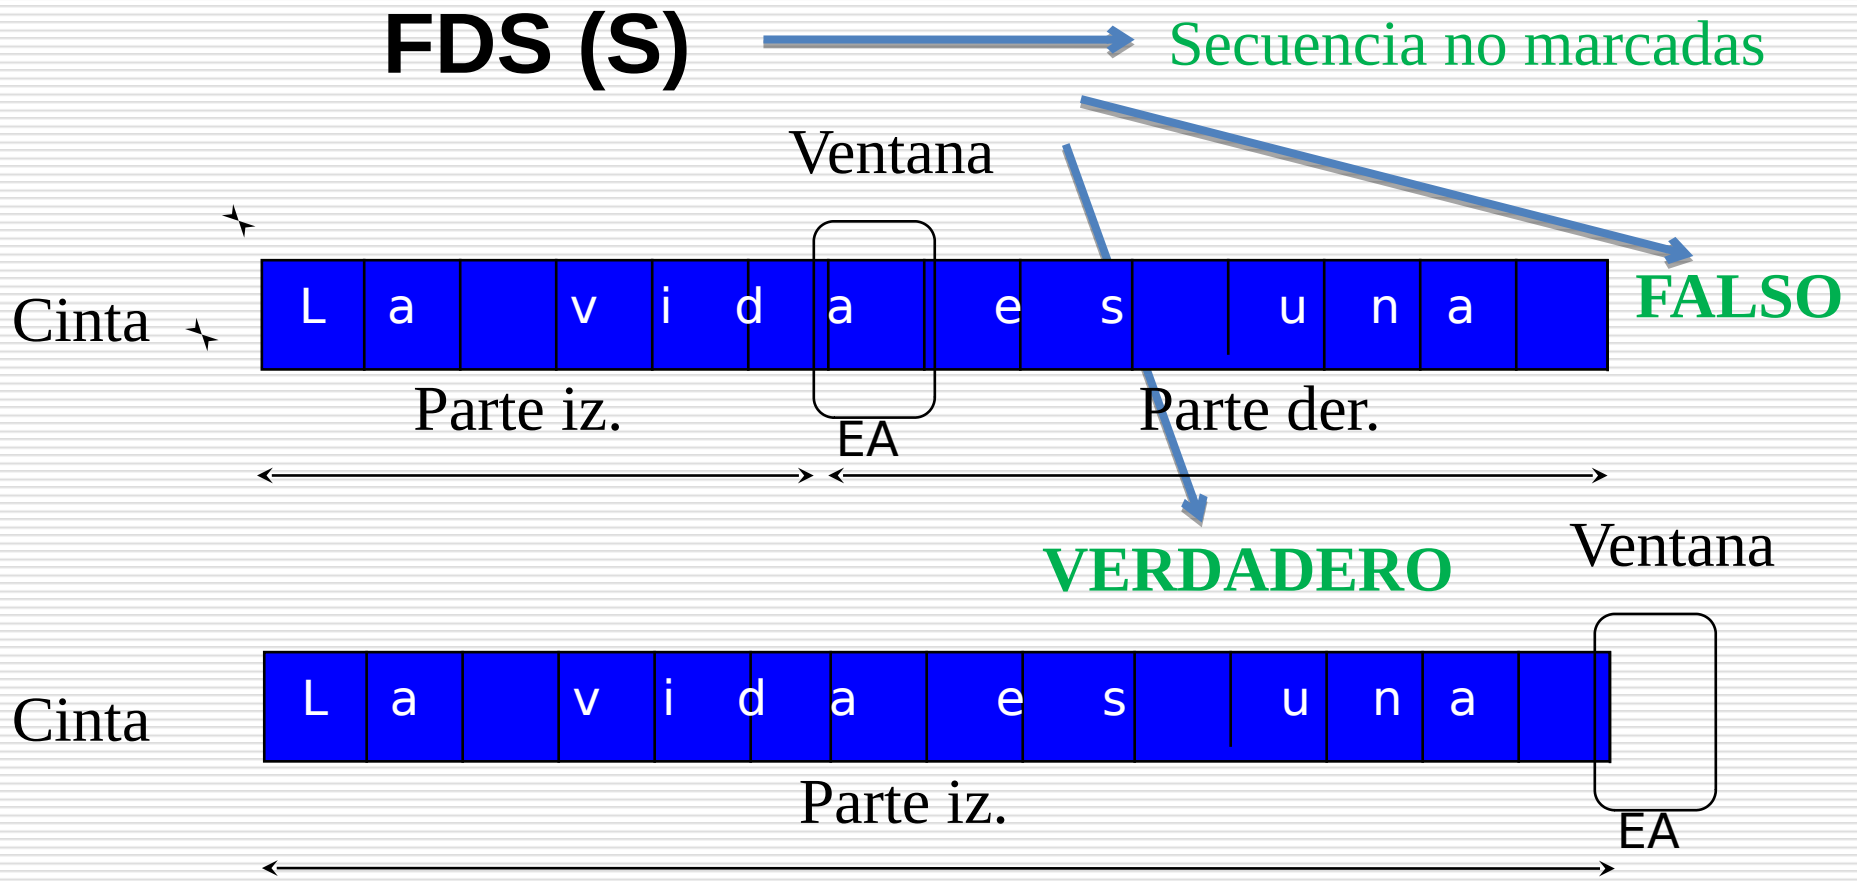 FDS (S) Secuencia no marcadas
Ventana
L a v i d a e s u n a
FALSO
Cinta
Parte iz. Parte der.
EA
Ventana
VERDADERO
L a v i d a e s u n a
Cinta
Parte iz.
EA